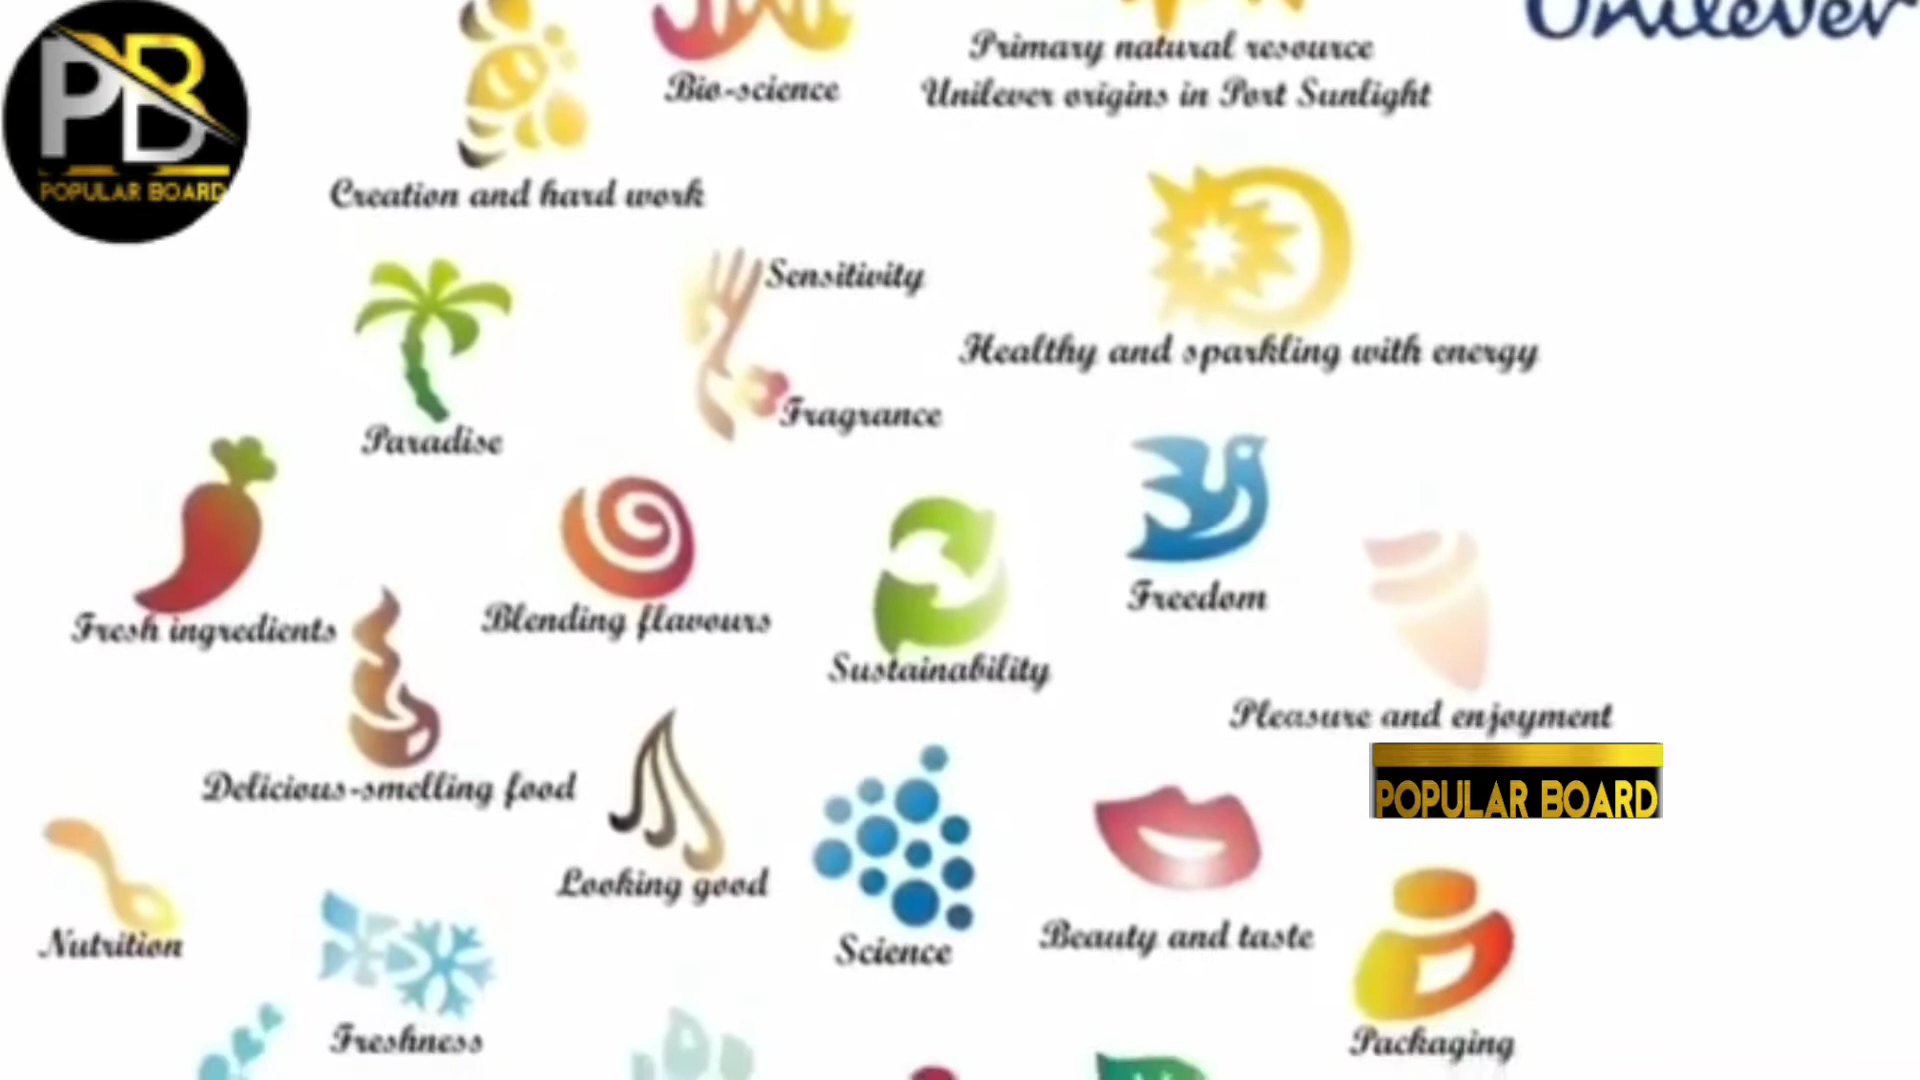 Unilever
PB
POPULAR BOARD
Bio-science
Primary natural resource
Unilever origins in Port Sunlight
Creation and hard work
Sensitivity
Healthy and sparkling with energy
Fragrance
Paradise
Freedom
Fresh ingredients
Blending flavours
Sustainability
Pleasure and enjoyment
Delicious-smelling food
POPULAR BOARD
Looking good
Beauty and taste
Nutrition
Science
Freshness
Packaging